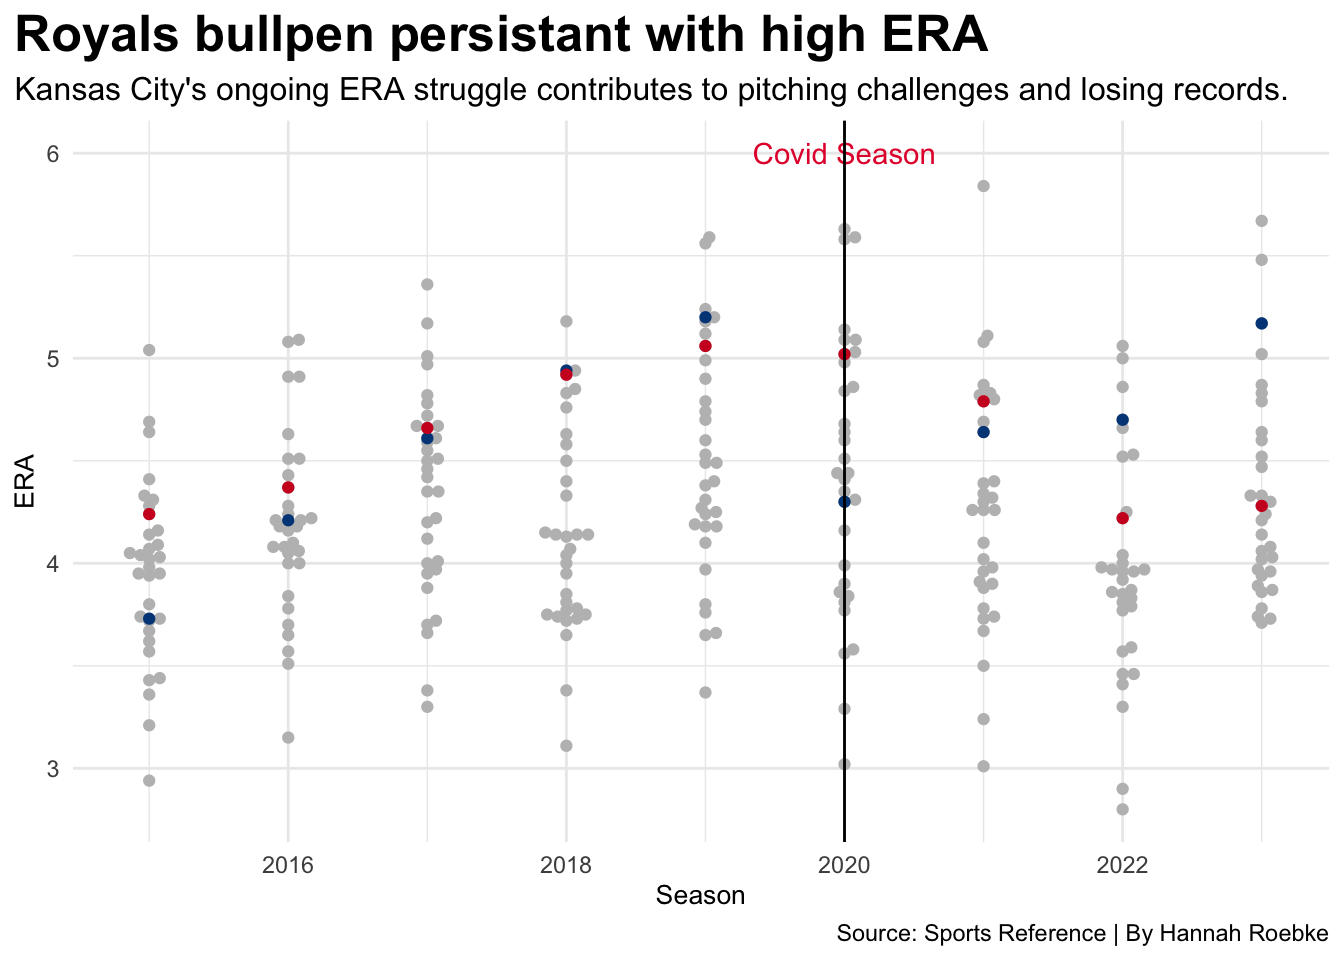 Royals bullpen persistant with high ERA
Kansas City's ongoing ERA struggle contributes to pitching challenges and losing records.
Covid Season
6
5
4
3
ERA
2016
2018
2020
2022
Season
Source: Sports Reference | By Hannah Roebke